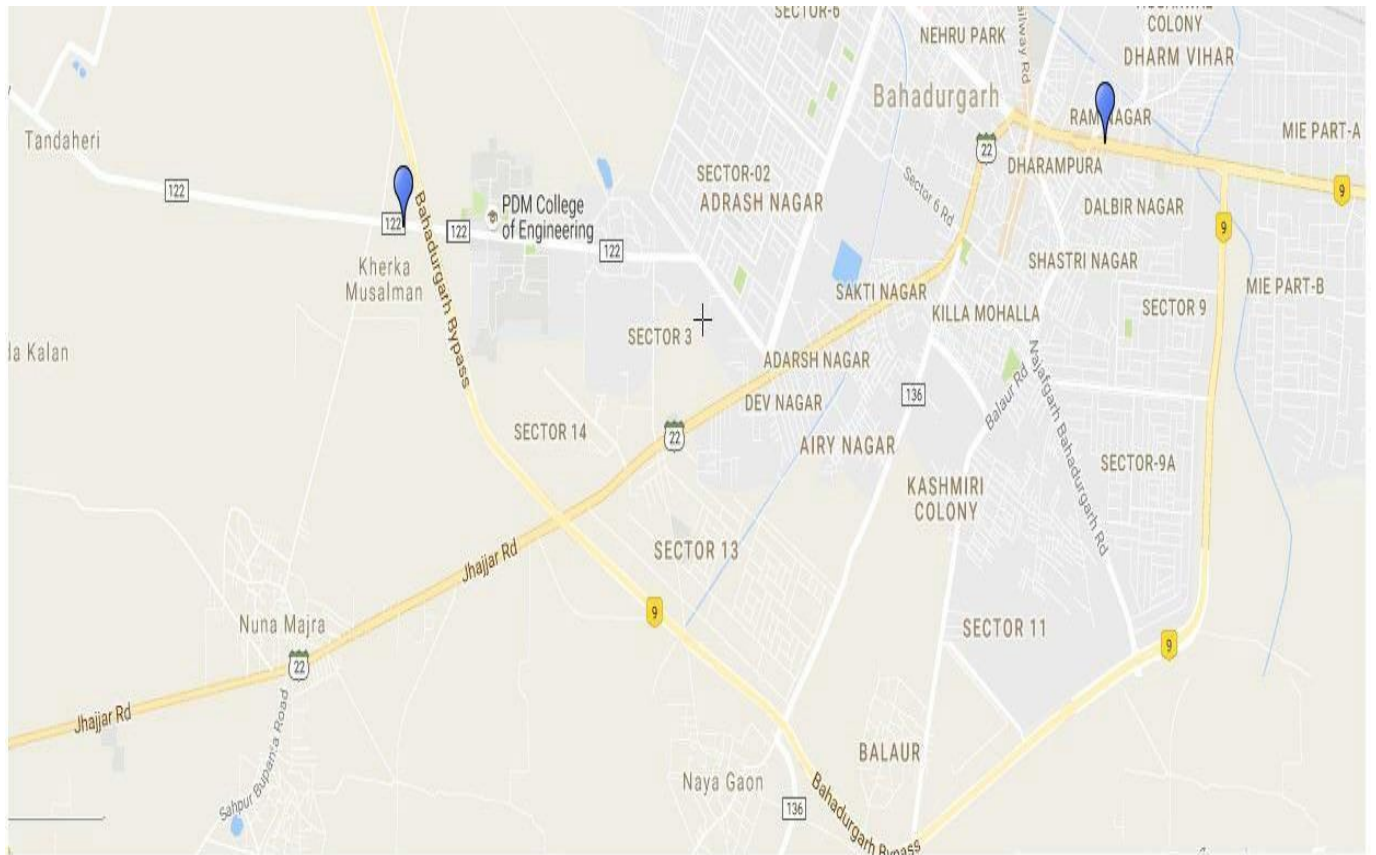 SECTOR-6
COLONY
NEHRU PARK
DHARM VIHAR
Bahadurgarh
RAM NAGAR
MIE PART-A
Tandaheri
22
DHARAMPURA
SECTOR-02
ADRASH NAGAR
Sector 6 Rd
122
9
PDM College
of Engineering
DALBIR NAGAR
122
122
122
9
Kherka
Musalman
Bahadurgarh Bypass
SHASTRI NAGAR
SAKTI NAGAR
MIE PART-B
KILLA MOHALLA
SECTOR 9
SECTOR 3
da Kalan
ADARSH NAGAR
Najafgarh Bahadurgarh Rd
136
Balaur Rd
DEV NAGAR
SECTOR 14
22
AIRY NAGAR
SECTOR-9A
KASHMIRI
COLONY
SECTOR 13
Jhajjar Rd
9
Nuna Majra
SECTOR 11
9
22
Jhajjar Rd
Sahpur Bupania Road
BALAUR
Naya Gaon
136
Bahadurgarh Bypass